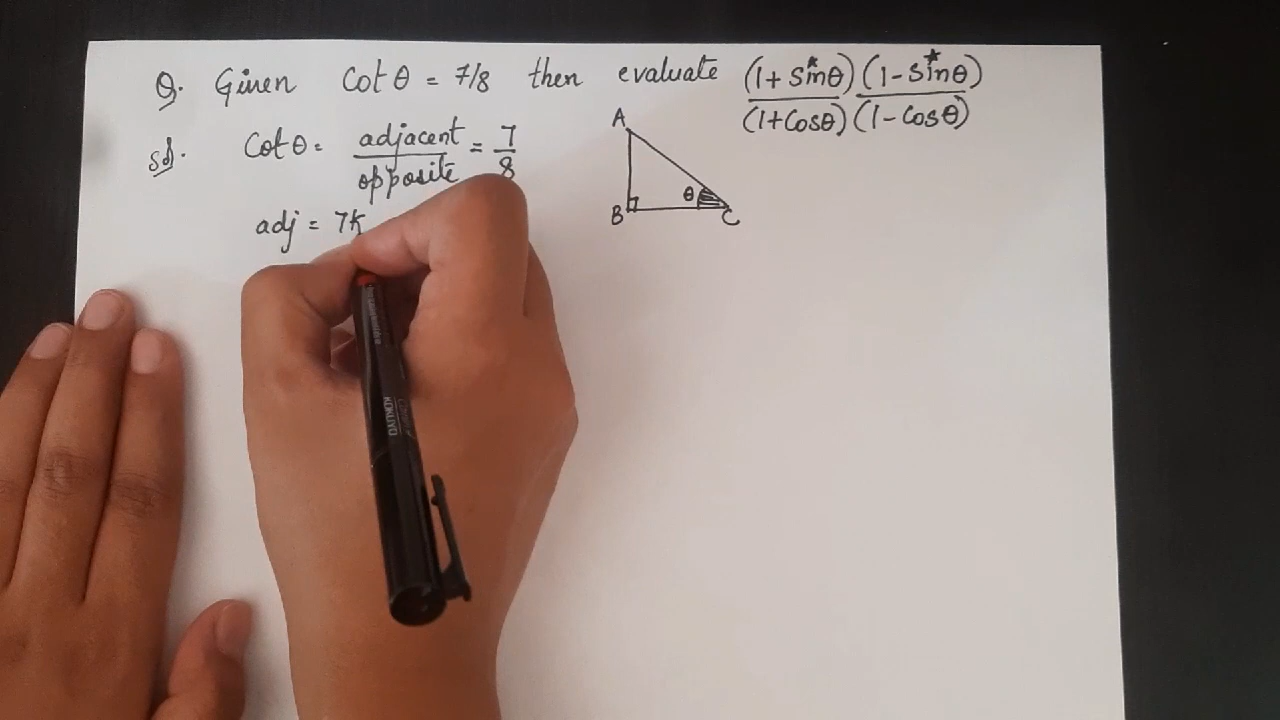 Q. Given Cot θ = 7/8 then evaluate (1+Sinθ)(1-Sinθ)
(1+Cosθ)(1-Cosθ)
Sol. Cot θ = adjacent = 7
opposite 8
A
θ
B C
adj = 7k
KOKUYO